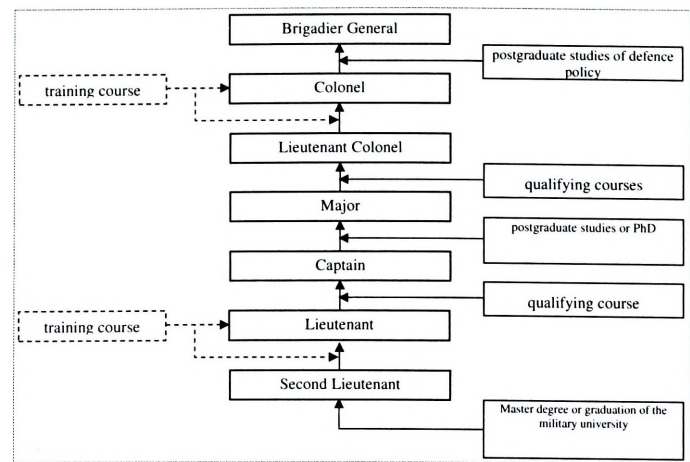 Brigadier General
postgraduate studies of defence
policy
training course
Colonel
Lieutenant Colonel
qualifying courses
Major
postgraduate studies or PhD
Captain
qualifying course
training course
Lieutenant
Second Lieutenant
Master degree or graduation of the
military university